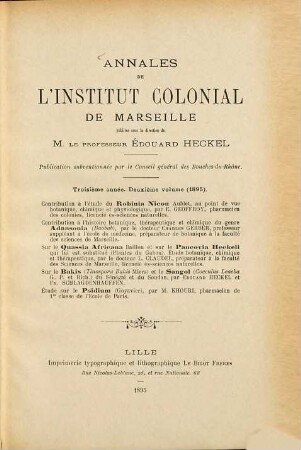 ANNALES
DE
L'INSTITUT COLONIAL
DE MARSEILLE
publiées sous la direction de
M. LE PROFESSEUR ÉDOUARD HECKEL
Publication subventionnée par le Conseil général des Bouches-du-Rhône.
Troisième année. Deuxième volume (1895).
Contribution à l'étude du Robinia Nicou Aublet, au point de vue
botanique, chimique et physiologique, par E. GEOFFROY, pharmacien
des colonies, licencié ès-sciences naturelles.
Contribution à l'histoire botanique, thérapeutique et chimique du genre
Adansonia (Baobab), par le docteur CHARLES GERBER, professeur
suppléant à l'école de médecine, préparateur de botanique à la faculté
des sciences de Marseille.
Sur le Quassia Africana Baillon et sur le Pancovia Heckeli
qui lui est substitué
botanique, chimique
et thérapeutique, par le docteur L. CLAUDEL, préparateur à la faculté
des Sciences de Marseille, licencié ès-sciences naturelles.
Sur le Bakis (Tinospora Bakis Miers) et le Sangol (Cocculus Leæba
G. P. et Rich.) du Sénégal et du Soudan, par ÉDOUARD HECKEL et
FR. SCHLAGDENHAUFFEN.
Étude sur le Psidium (Goyavier), par M. KHOURI, pharmacien de
1re classe de l'École de Paris.
LILLE
Imprimerie typographique et lithographique LE BIGOT FRÈRES
Rue Nicolas-Leblanc, 25, et rue Nationale, 68
1895